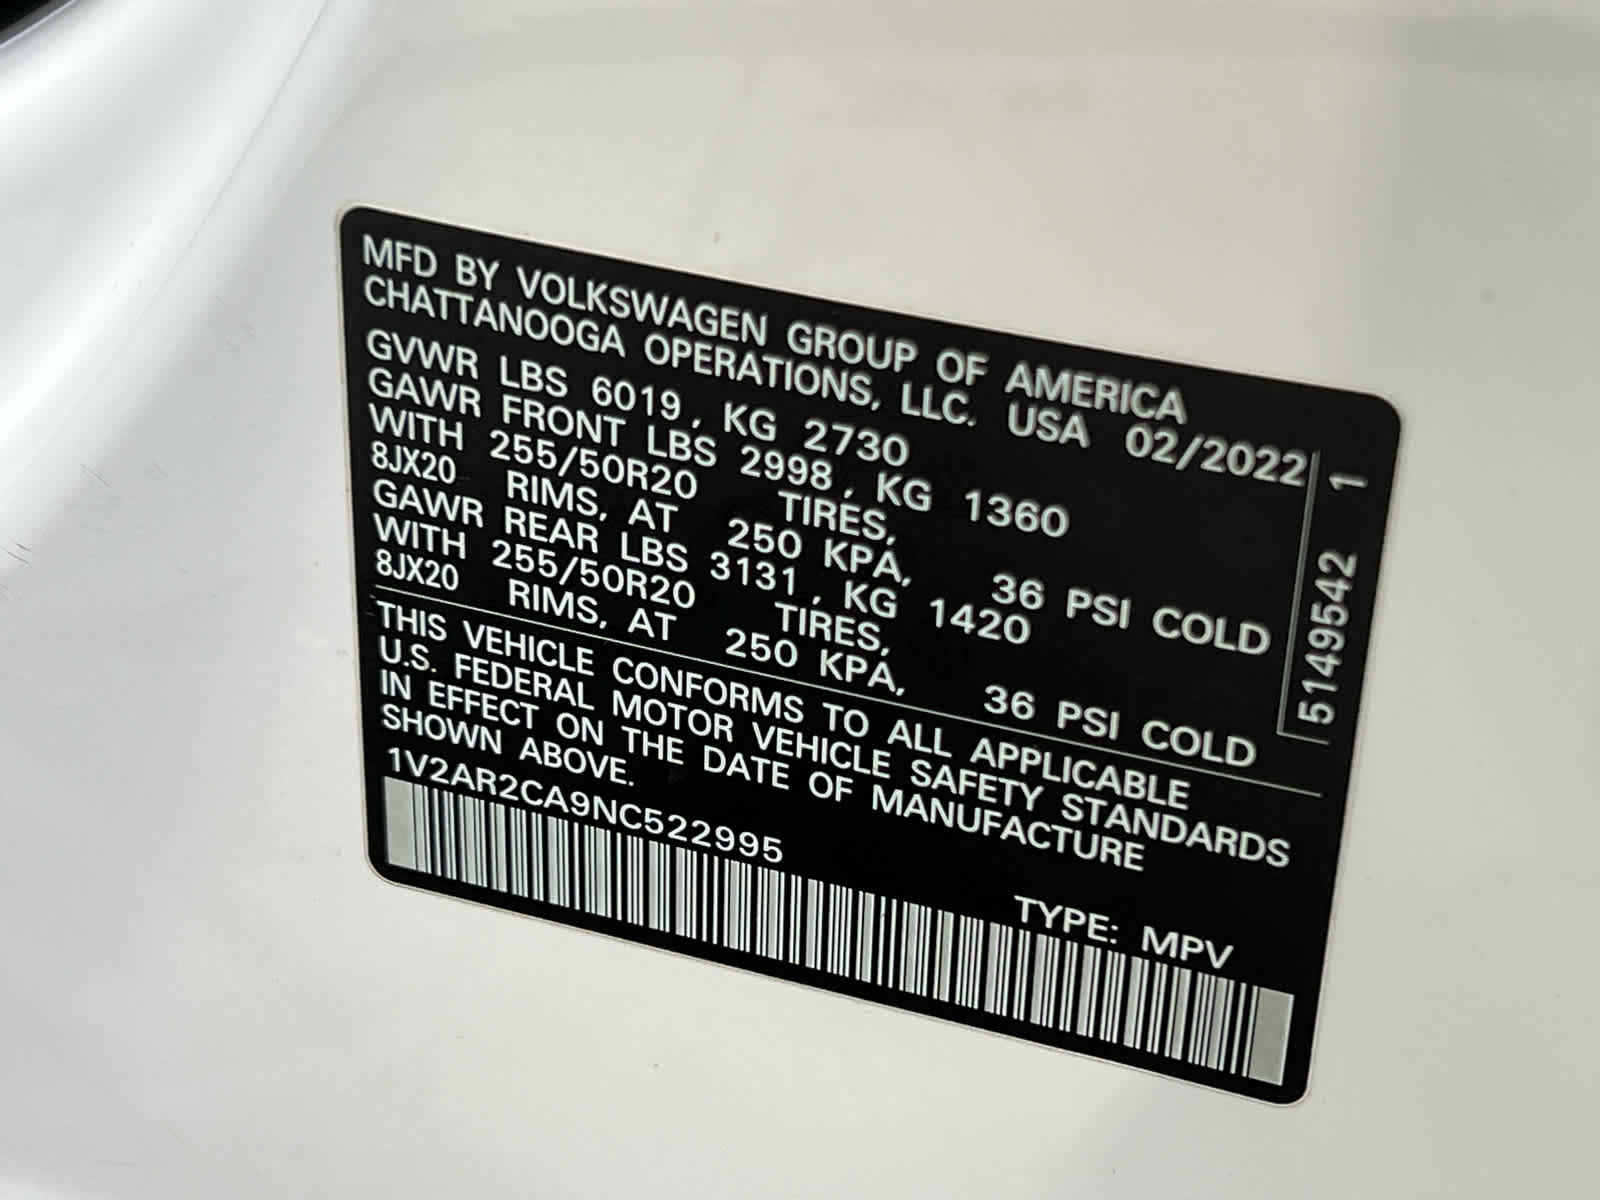 MFD BY VOLKSWAGEN GROUP OF AMERICA
CHATTANOOGA OPERATIONS, LLC. USA 02/2022
GVWR LBS 6019, KG 2730
GAWR FRONT LBS 2998, KG 1360
WITH 255/50R20 TIRES,
8JX20 RIMS, AT 250 KPA, 36 PSI COLD
GAWR REAR LBS 3131, KG 1420
WITH 255/50R20 TIRES,
8JX20 RIMS, AT 250 KPA, 36 PSI COLD
5149542 1
THIS VEHICLE CONFORMS TO ALL APPLICABLE
U.S. FEDERAL MOTOR VEHICLE SAFETY STANDARDS
IN EFFECT ON THE DATE OF MANUFACTURE
SHOWN ABOVE.
1V2AR2CA9NC522995
TYPE: MPV